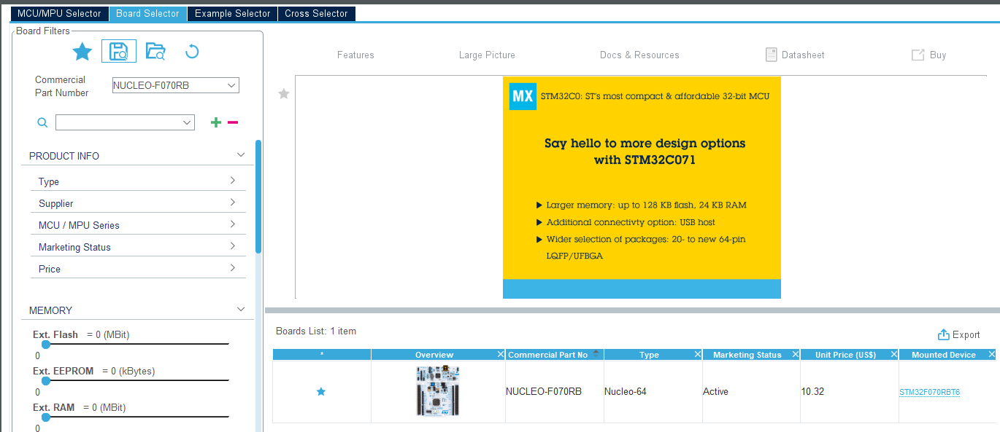 MCU/MPU Selector
Board Selector
Example Selector
Cross Selector
Board Filters
Commercial
Part Number
NUCLEO-F070RB
PRODUCT INFO
Type
Supplier
MCU / MPU Series
Marketing Status
Price
MEMORY
Ext. Flash = 0 (MBit)
0
Ext. EEPROM = 0 (kBytes)
0
Ext. RAM = 0 (MBit)
0
Features
Large Picture
Docs & Resources
Datasheet
Buy
MX STM32C0: ST's most compact & affordable 32-bit MCU
Say hello to more design options
with STM32C071
Larger memory: up to 128 KB flash, 24 KB RAM
Additional connectivty option: USB host
Wider selection of packages: 20- to new 64-pin
LQFP/UFBGA
Boards List: 1 item
Export
* Overview Commercial Part No Type Marketing Status Unit Price (US$) Mounted Device
NUCLEO-F070RB Nucleo-64 Active 10.32 STM32F070RBT6